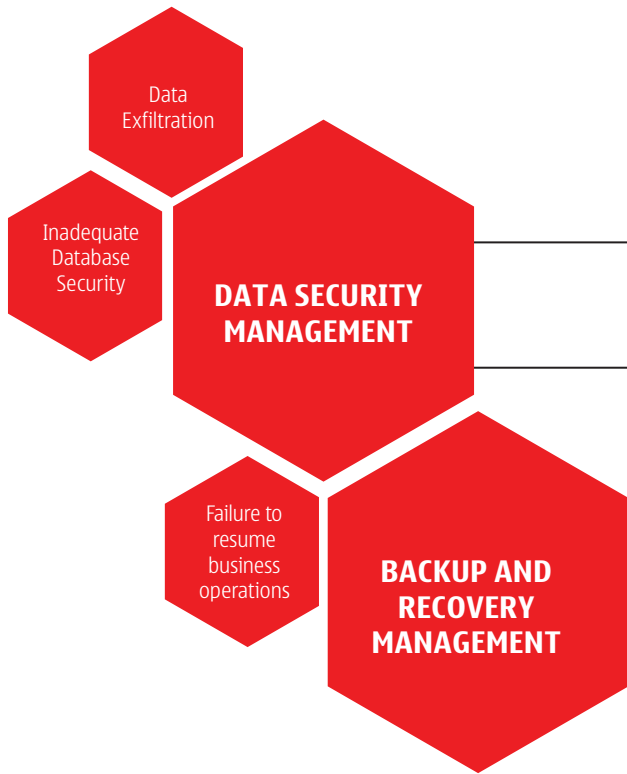 Data
Exfiltration
Inadequate
Database
Security
DATA SECURITY
MANAGEMENT
Failure to
resume
business
operations
BACKUP AND
RECOVERY
MANAGEMENT